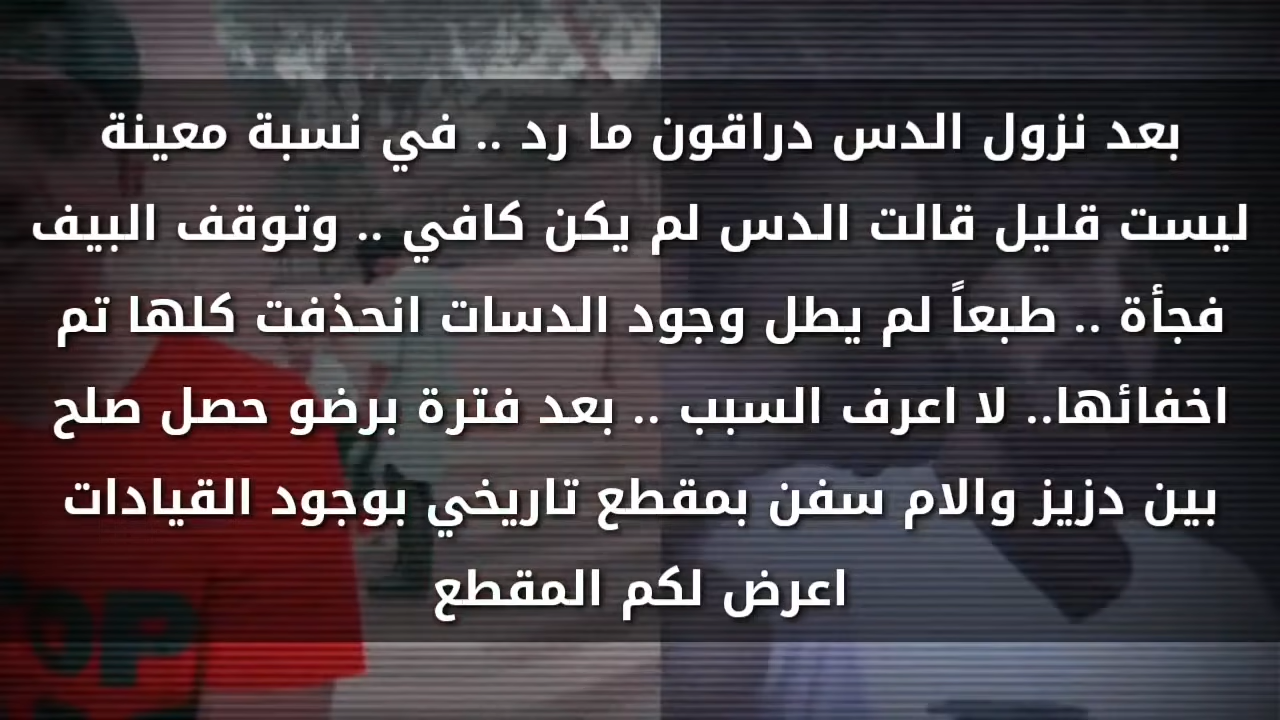 بعد نزول الدس دراقون ما رد .. في نسبة معينة
ليست قليل قالت الدس لم يكن كافي .. وتوقف البيف
فجأة .. طبعاً لم يطل وجود الدسات انحذفت كلها تم
اخفائها.. لا اعرف السبب .. بعد فترة برضو حصل صلح
بين دزيز والام سفن بمقطع تاريخي بوجود القيادات
اعرض لكم المقطع
OP